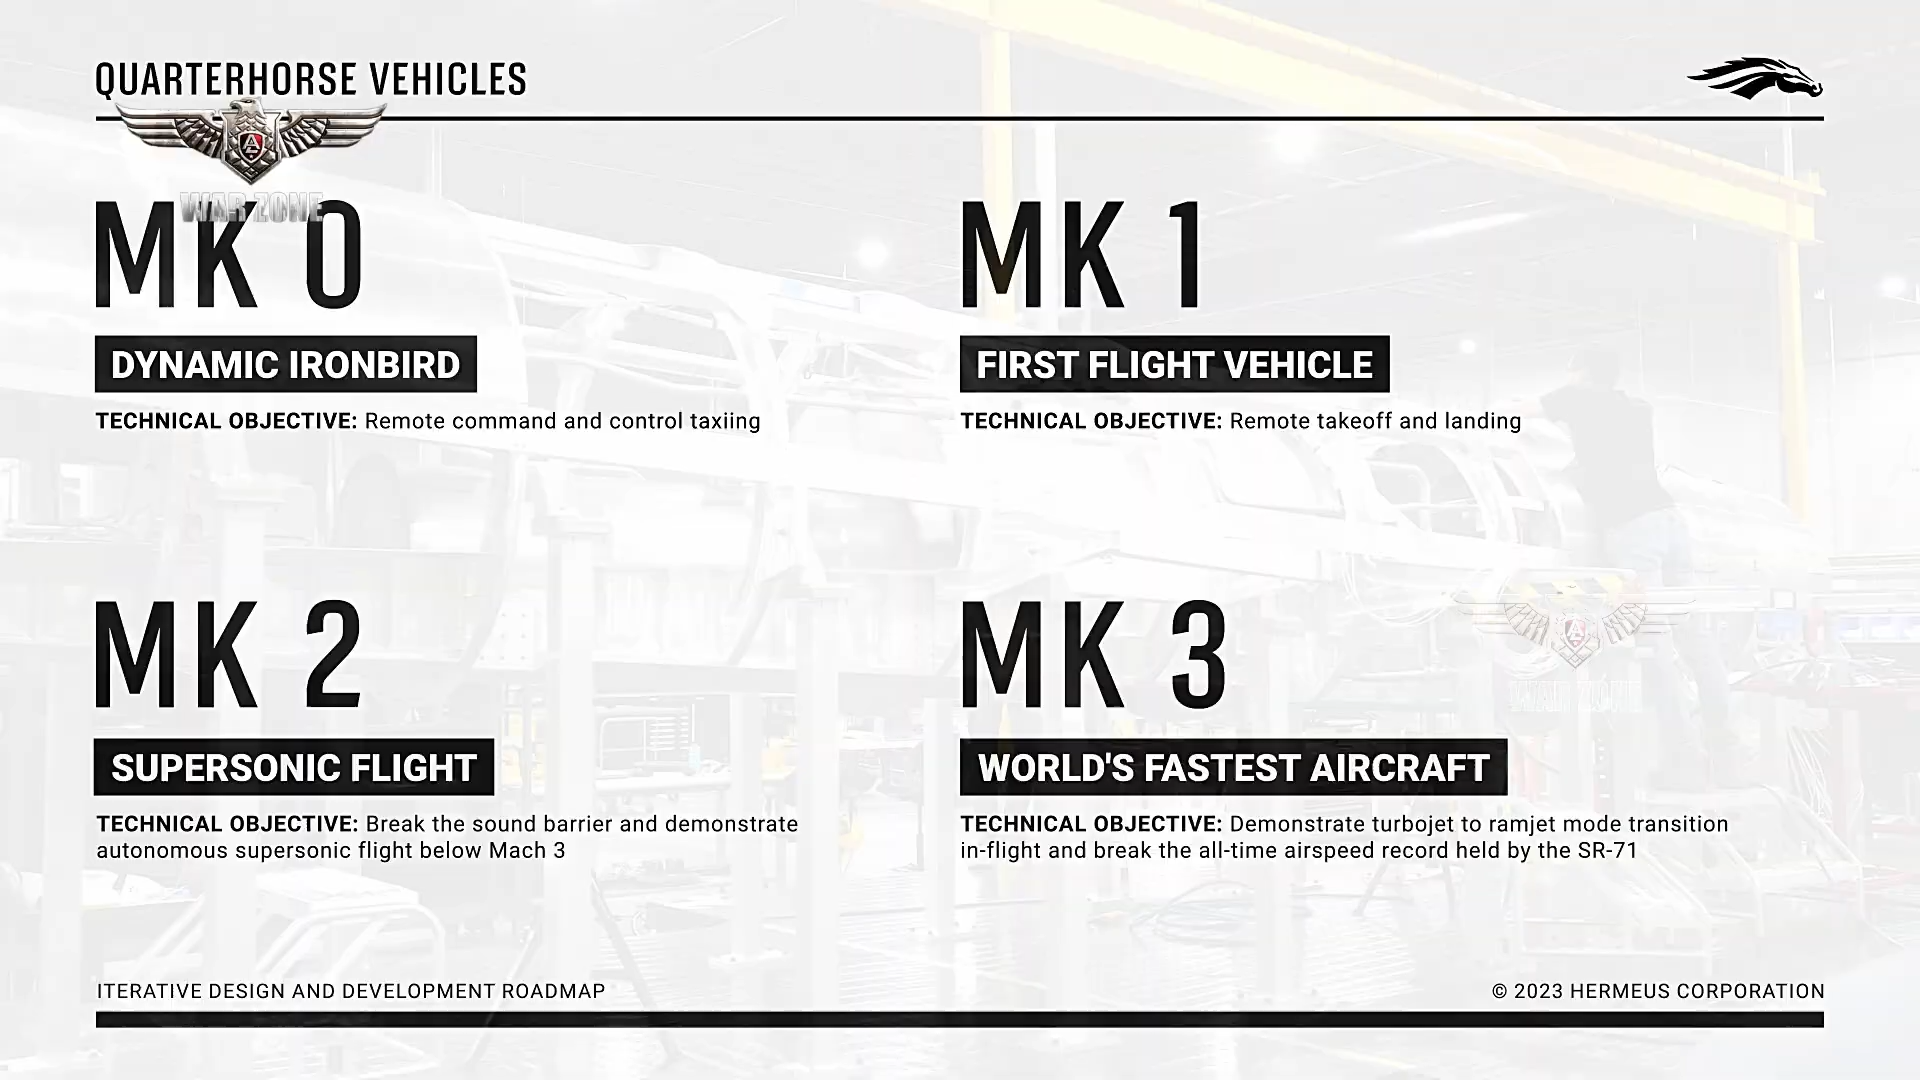 QUARTERHORSE VEHICLES
WAR ZONE
MK 0
MK 1
DYNAMIC IRONBIRD
FIRST FLIGHT VEHICLE
TECHNICAL OBJECTIVE: Remote command and control taxiing
TECHNICAL OBJECTIVE: Remote takeoff and landing
MK 2
MK 3
WAR ZONE
SUPERSONIC FLIGHT
WORLD'S FASTEST AIRCRAFT
TECHNICAL OBJECTIVE: Break the sound barrier and demonstrate
autonomous supersonic flight below Mach 3
TECHNICAL OBJECTIVE: Demonstrate turbojet to ramjet mode transition
in-flight and break the all-time airspeed record held by the SR-71
ITERATIVE DESIGN AND DEVELOPMENT ROADMAP
© 2023 HERMEUS CORPORATION